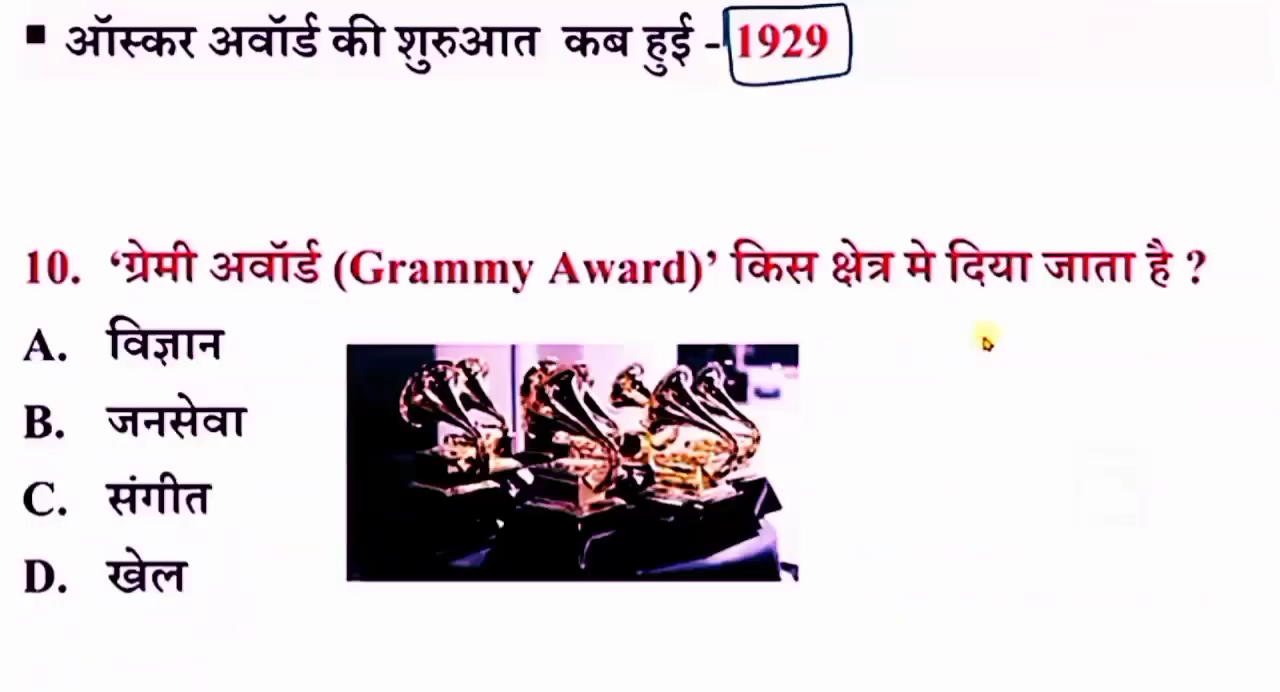 ▪ ऑस्कर अवॉर्ड की शुरुआत कब हुई - 1929
10. ‘ग्रेमी अवॉर्ड (Grammy Award)’ किस क्षेत्र मे दिया जाता है ?
A. विज्ञान
B. जनसेवा
C. संगीत
D. खेल